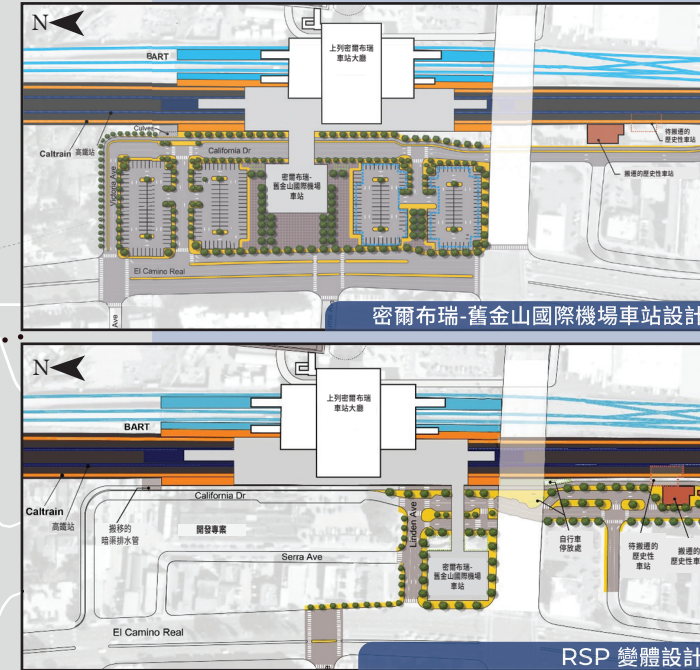 N
BART
上列密爾布瑞
車站大廳
Caltrain
高鐵站
Culvert
California Dr
Victoria Ave
密爾布瑞-
舊金山國際機場
車站
待搬遷的
歷史性車站
搬遷的歷史性車站
El Camino Real
Ave
密爾布瑞-舊金山國際機場車站設計
N
BART
上列密爾布瑞
車站大廳
Caltrain
高鐵站
搬移的
暗渠排水管
California Dr
開發專案
Serra Ave
Linden Ave
密爾布瑞-
舊金山國際機場
車站
自行車
停放處
待搬遷的
歷史性
車站
搬遷的
歷史性車
El Camino Real
RSP 變體設計